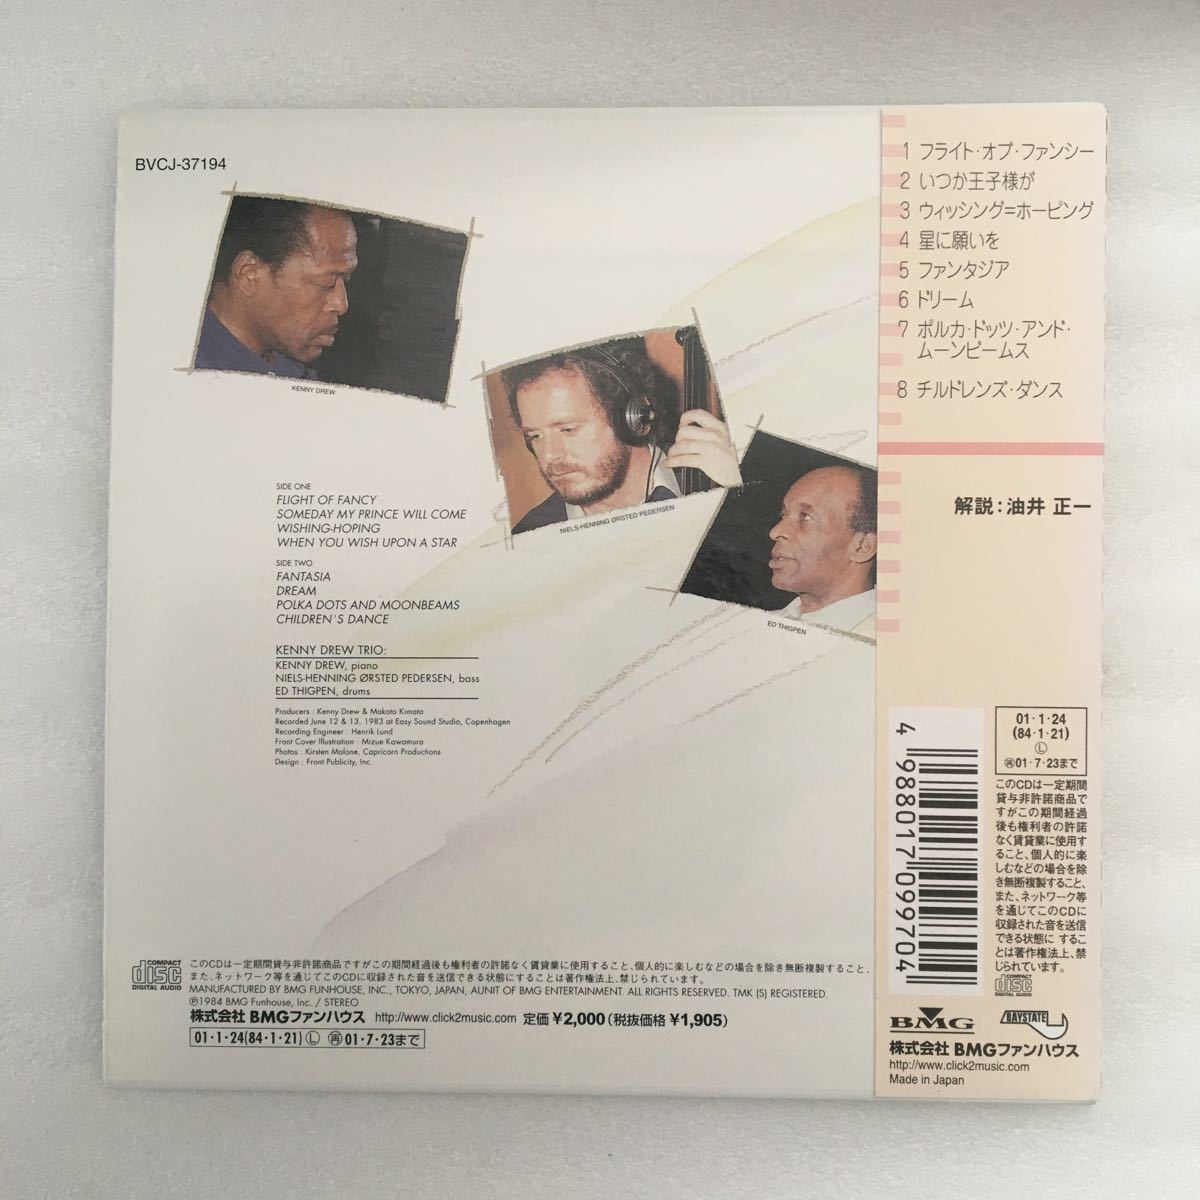 BVCJ-37194
KENNY DREW
NIELS-HENNING ØRSTED PEDERSEN
ED THIGPEN
SIDE ONE
FLIGHT OF FANCY
SOMEDAY MY PRINCE WILL COME
WISHING-HOPING
WHEN YOU WISH UPON A STAR
SIDE TWO
FANTASIA
DREAM
POLKA DOTS AND MOONBEAMS
CHILDREN'S DANCE
KENNY DREW TRIO:
KENNY DREW, piano
NIELS-HENNING ØRSTED PEDERSEN, bass
ED THIGPEN, drums
Producers : Kenny Drew & Makoto Kimata
Recorded June 12 & 13, 1983 at Easy Sound Studio, Copenhagen
Recording Engineer : Henrik Lund
Front Cover Illustration : Mizue Kawamura
Photos : Kirsten Malone, Capricorn Productions
Design : Front Publicity, Inc.
COMPACT
disc
DIGITAL AUDIO
このCDは一定期間貸与非許諾商品ですがこの期間経過後も権利者の許諾なく賃貸業に使用すること、個人的に楽しむなどの場合を除き無断複製すること、
また、ネットワーク等を通じてこのCDに収録された音を送信できる状態にすることは著作権法上、禁じられています。
MANUFACTURED BY BMG FUNHOUSE, INC., TOKYO, JAPAN, AUNIT OF BMG ENTERTAINMENT. ALL RIGHTS RESERVED. TMK (S) REGISTERED.
℗1984 BMG Funhouse, Inc. / STEREO
株式会社 BMGファンハウス http://www.click2music.com 定価 ¥2,000(税抜価格 ¥1,905)
01・1・24(84・1・21) Ⓛ ㊢01・7・23まで
1 フライト・オブ・ファンシー
2 いつか王子様が
3 ウィッシング=ホーピング
4 星に願いを
5 ファンタジア
6 ドリーム
7 ポルカ・ドッツ・アンド・
ムーンビームス
8 チルドレンズ・ダンス
解説:油井 正一
4 988017 099704
01・1・24
(84・1・21)
Ⓛ
㊢01・7・23まで
このCDは一定期間
貸与非許諾商品で
すがこの期間経過
後も権利者の許諾
なく賃貸業に使用す
ること、個人的に楽
しむなどの場合を除
き無断複製すること、
また、ネットワーク等
を通じてこのCDに
収録された音を送信
できる状態に するこ
とは著作権法上、禁
じられています。
COMPACT
disc
DIGITAL AUDIO
BMG
BAYSTATE
株式会社 BMGファンハウス
http://www.click2music.com
Made in Japan